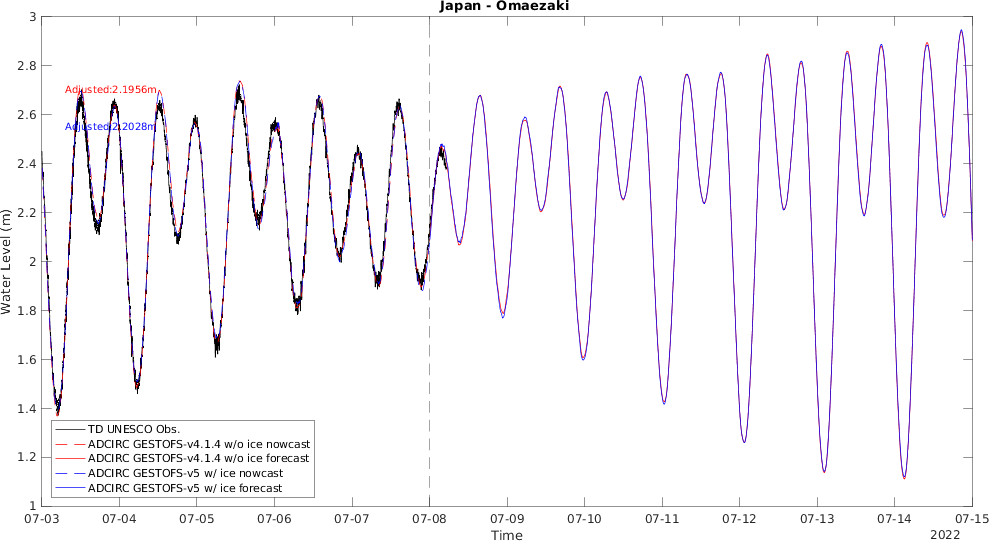 Japan - Omaezaki
Water Level (m)
3
2.8
2.6
2.4
2.2
2
1.8
1.6
1.4
1.2
1
Adjusted:2.1956m
Adjusted:2.2028m
TD UNESCO Obs.
ADCIRC GESTOFS-v4.1.4 w/o ice nowcast
ADCIRC GESTOFS-v4.1.4 w/o ice forecast
ADCIRC GESTOFS-v5 w/ ice nowcast
ADCIRC GESTOFS-v5 w/ ice forecast
07-03 07-04 07-05 07-06 07-07 07-08 07-09 07-10 07-11 07-12 07-13 07-14 07-15
Time
2022